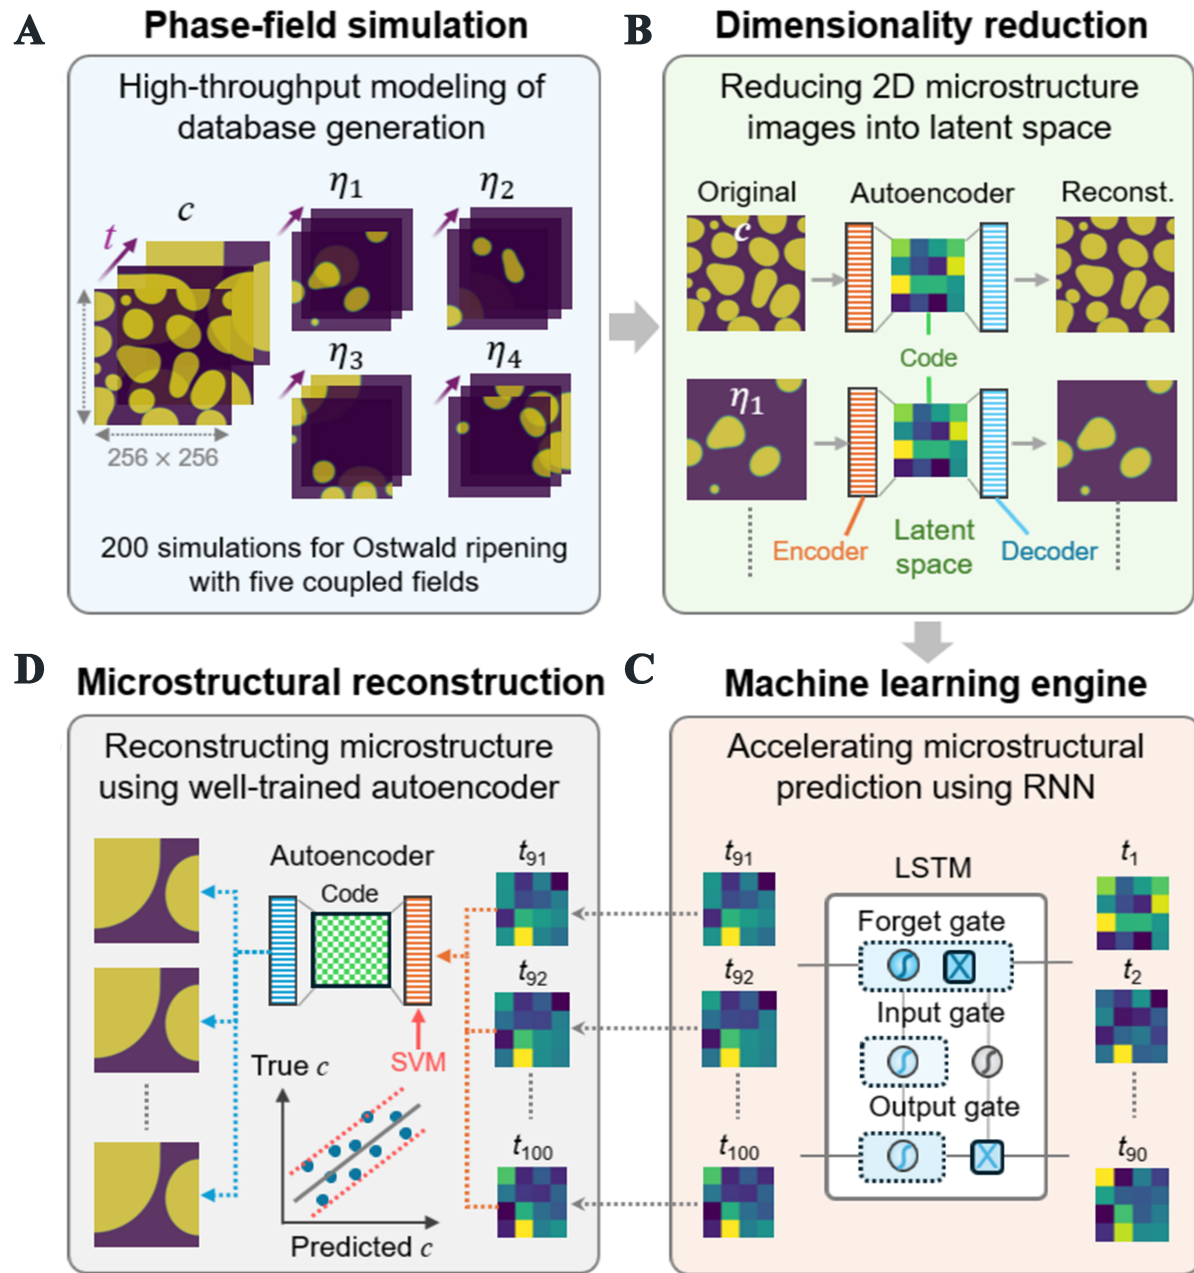 A
Phase-field simulation
High-throughput modeling of
database generation
t
c
η1
η2
η3
η4
256 × 256
200 simulations for Ostwald ripening
with five coupled fields
B
Dimensionality reduction
Reducing 2D microstructure
images into latent space
Original
Autoencoder
Reconst.
c
Code
η1
Encoder
Latent
space
Decoder
D
Microstructural reconstruction
Reconstructing microstructure
using well-trained autoencoder
Autoencoder
Code
SVM
t91
t92
t100
True c
Predicted c
C
Machine learning engine
Accelerating microstructural
prediction using RNN
t91
t92
t100
LSTM
Forget gate
Input gate
Output gate
t1
t2
t90